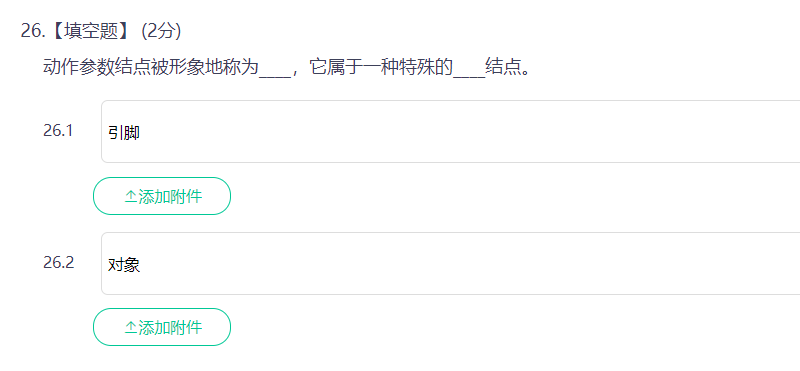 26.【填空题】 (2分)
动作参数结点被形象地称为____，它属于一种特殊的____结点。
26.1 引脚
添加附件
26.2 对象
添加附件